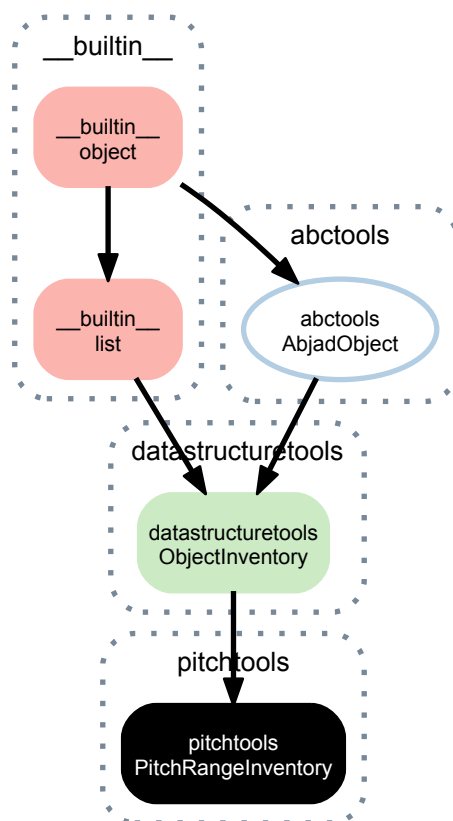 __builtin__
__builtin__
object
abctools
__builtin__
list
abctools
AbjadObject
datastructuretools
datastructuretools
ObjectInventory
pitchtools
pitchtools
PitchRangeInventory